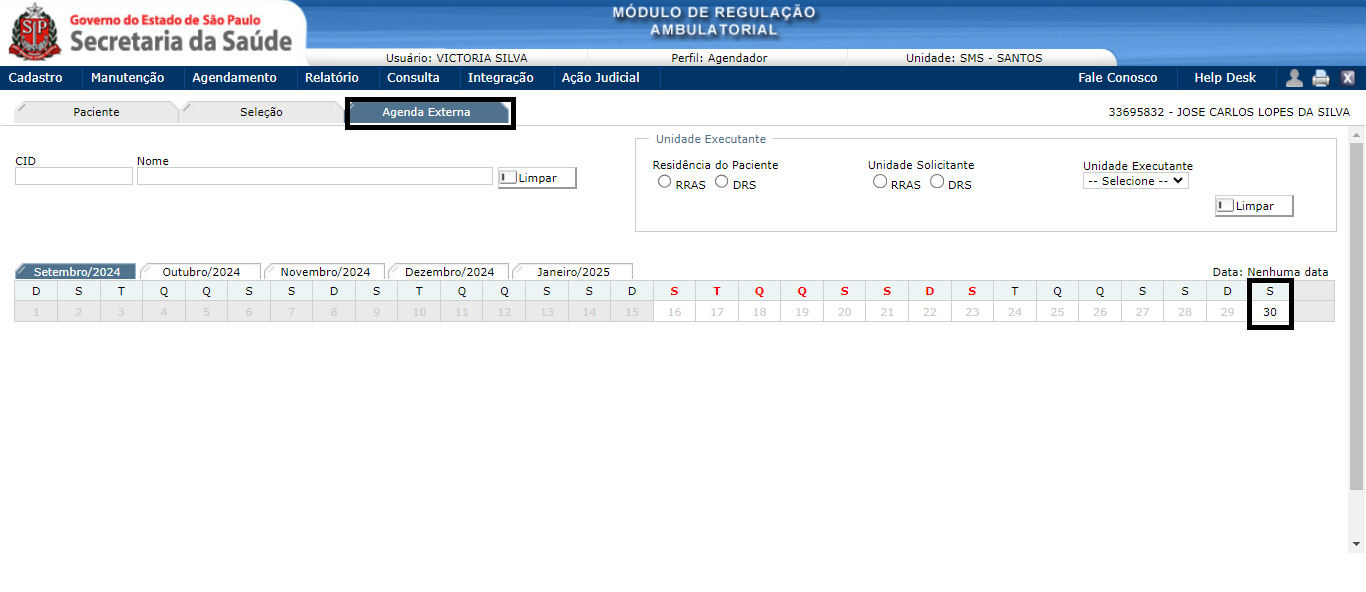 Governo do Estado de São Paulo
Secretaria da Saúde
MÓDULO DE REGULAÇÃO
AMBULATORIAL
Usuário: VICTORIA SILVA Perfil: Agendador Unidade: SMS - SANTOS
Cadastro Manutenção Agendamento Relatório Consulta Integração Ação Judicial Fale Conosco Help Desk
Paciente Seleção Agenda Externa 33695832 - JOSE CARLOS LOPES DA SILVA
Unidade Executante
CID Nome
Limpar
Residência do Paciente Unidade Solicitante Unidade Executante
RRAS DRS RRAS DRS -- Selecione --
Limpar
Setembro/2024 Outubro/2024 Novembro/2024 Dezembro/2024 Janeiro/2025 Data: Nenhuma data
D S T Q Q S S D S T Q Q S S D S T Q Q S S D S T Q Q S S D S
1 2 3 4 5 6 7 8 9 10 11 12 13 14 15 16 17 18 19 20 21 22 23 24 25 26 27 28 29 30